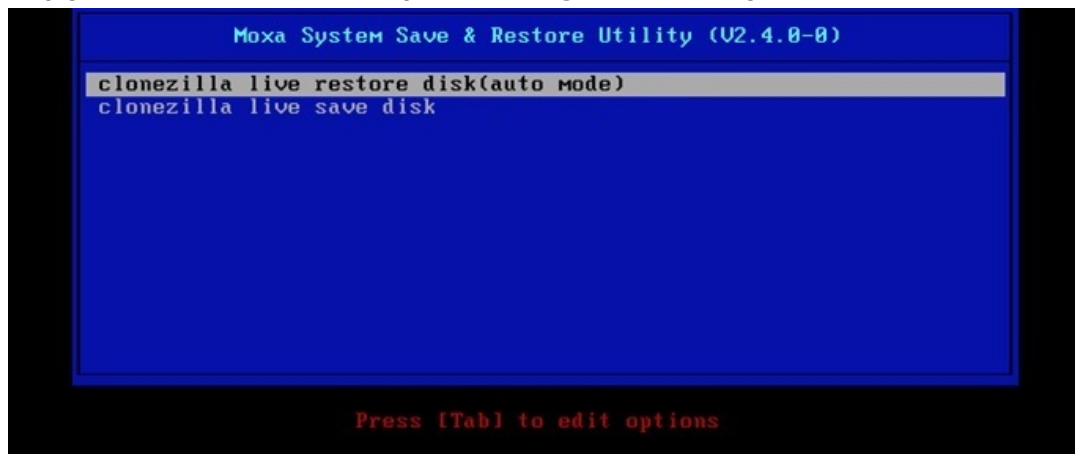 Moxa System Save & Restore Utility (V2.4.0-0)
clonezilla live restore disk(auto mode)
clonezilla live save disk
Press [Tab] to edit options